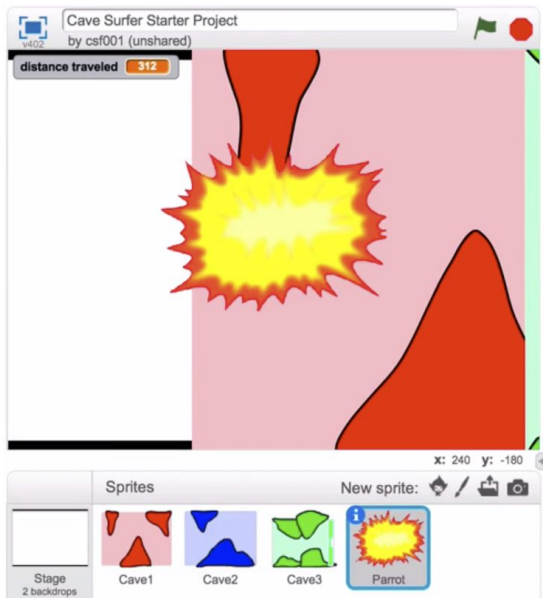 Cave Surfer Starter Project
v402
by csf001 (unshared)
distance traveled 312
x: 240 y: -180
Sprites
New sprite:
Stage
2 backdrops
Cave1
Cave2
Cave3
Parrot